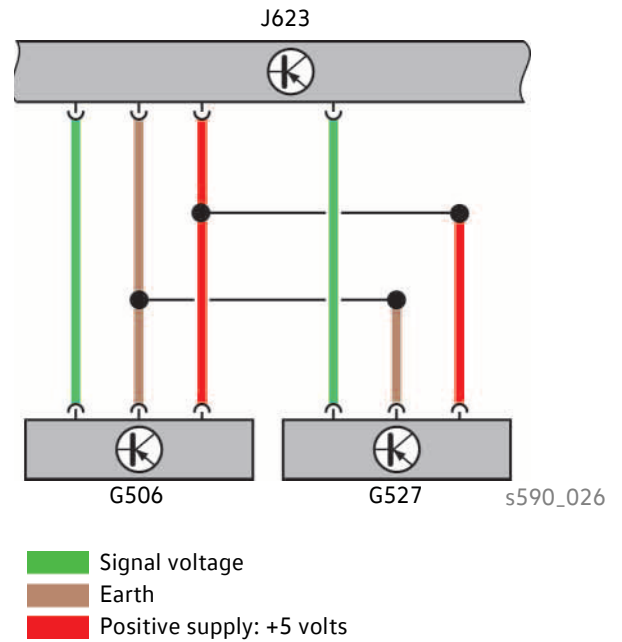 J623
G506
G527
s590_026
Signal voltage
Earth
Positive supply: +5 volts